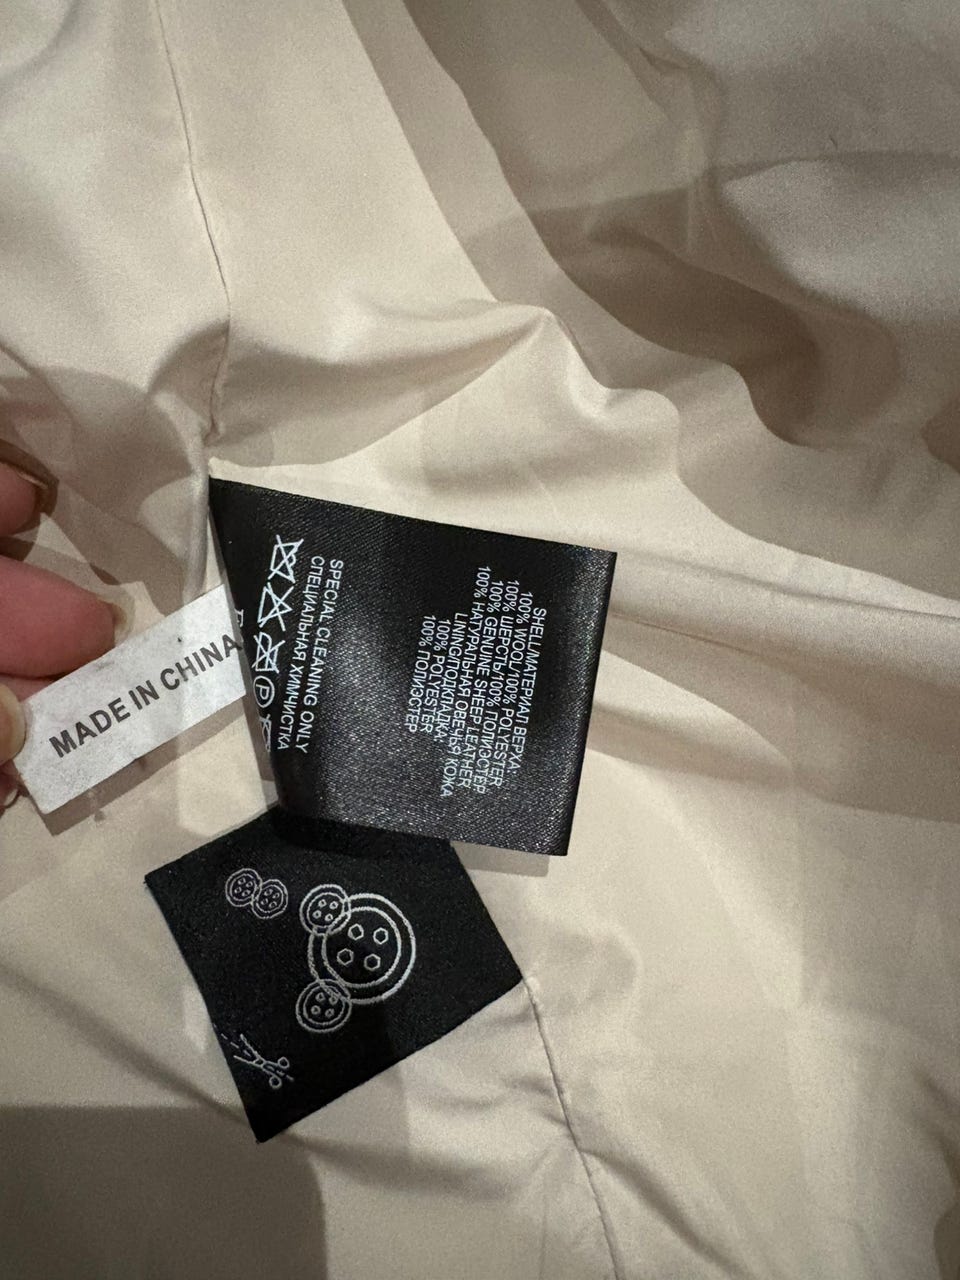 SHELL/МАТЕРИАЛ ВЕРХА:
100% WOOL/100% POLYESTER
100% ШЕРСТЬ/100% ПОЛИЭСТЕР
100% GENUINE SHEEP LEATHER
100% НАТУРАЛЬНАЯ ОВЕЧЬЯ КОЖА
LINING/ПОДКЛАДКА:
100% POLYESTER
100% ПОЛИЭСТЕР
SPECIAL CLEANING ONLY
СПЕЦИАЛЬНАЯ ХИМЧИСТКА
P
MADE IN CHINA